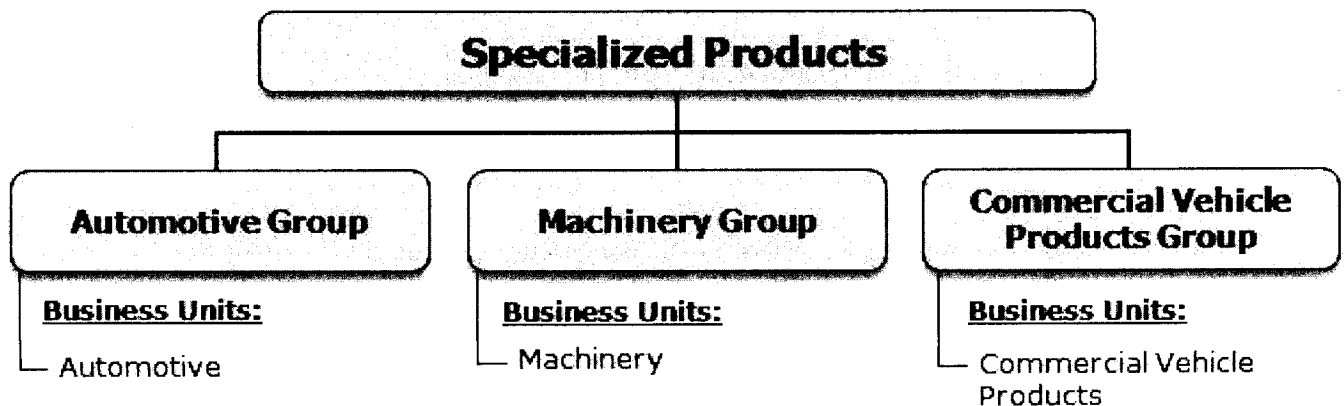 Specialized Products
Automotive Group
Machinery Group
Commercial Vehicle
Products Group
Business Units:
Automotive
Business Units:
Machinery
Business Units:
Commercial Vehicle
Products